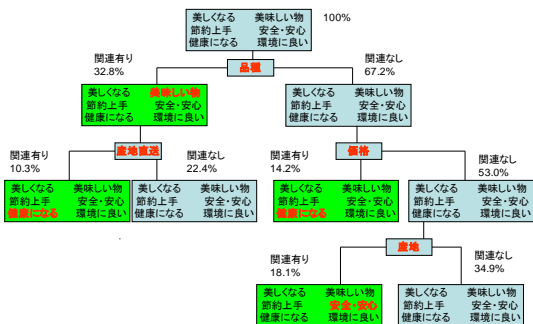 美しくなる 美味しい物
節約上手 安全・安心
健康になる 環境に良い
100%
関連有り
32.8%
品種
関連なし
67.2%
美しくなる 美味しい物
節約上手 安全・安心
健康になる 環境に良い
美しくなる 美味しい物
節約上手 安全・安心
健康になる 環境に良い
関連有り
10.3%
産地直送
関連なし
22.4%
関連有り
14.2%
価格
関連なし
53.0%
美しくなる 美味しい物
節約上手 安全・安心
健康になる 環境に良い
美しくなる 美味しい物
節約上手 安全・安心
健康になる 環境に良い
美しくなる 美味しい物
節約上手 安全・安心
健康になる 環境に良い
美しくなる 美味しい物
節約上手 安全・安心
健康になる 環境に良い
関連有り
18.1%
産地
関連なし
34.9%
美しくなる 美味しい物
節約上手 安全・安心
健康になる 環境に良い
美しくなる 美味しい物
節約上手 安全・安心
健康になる 環境に良い